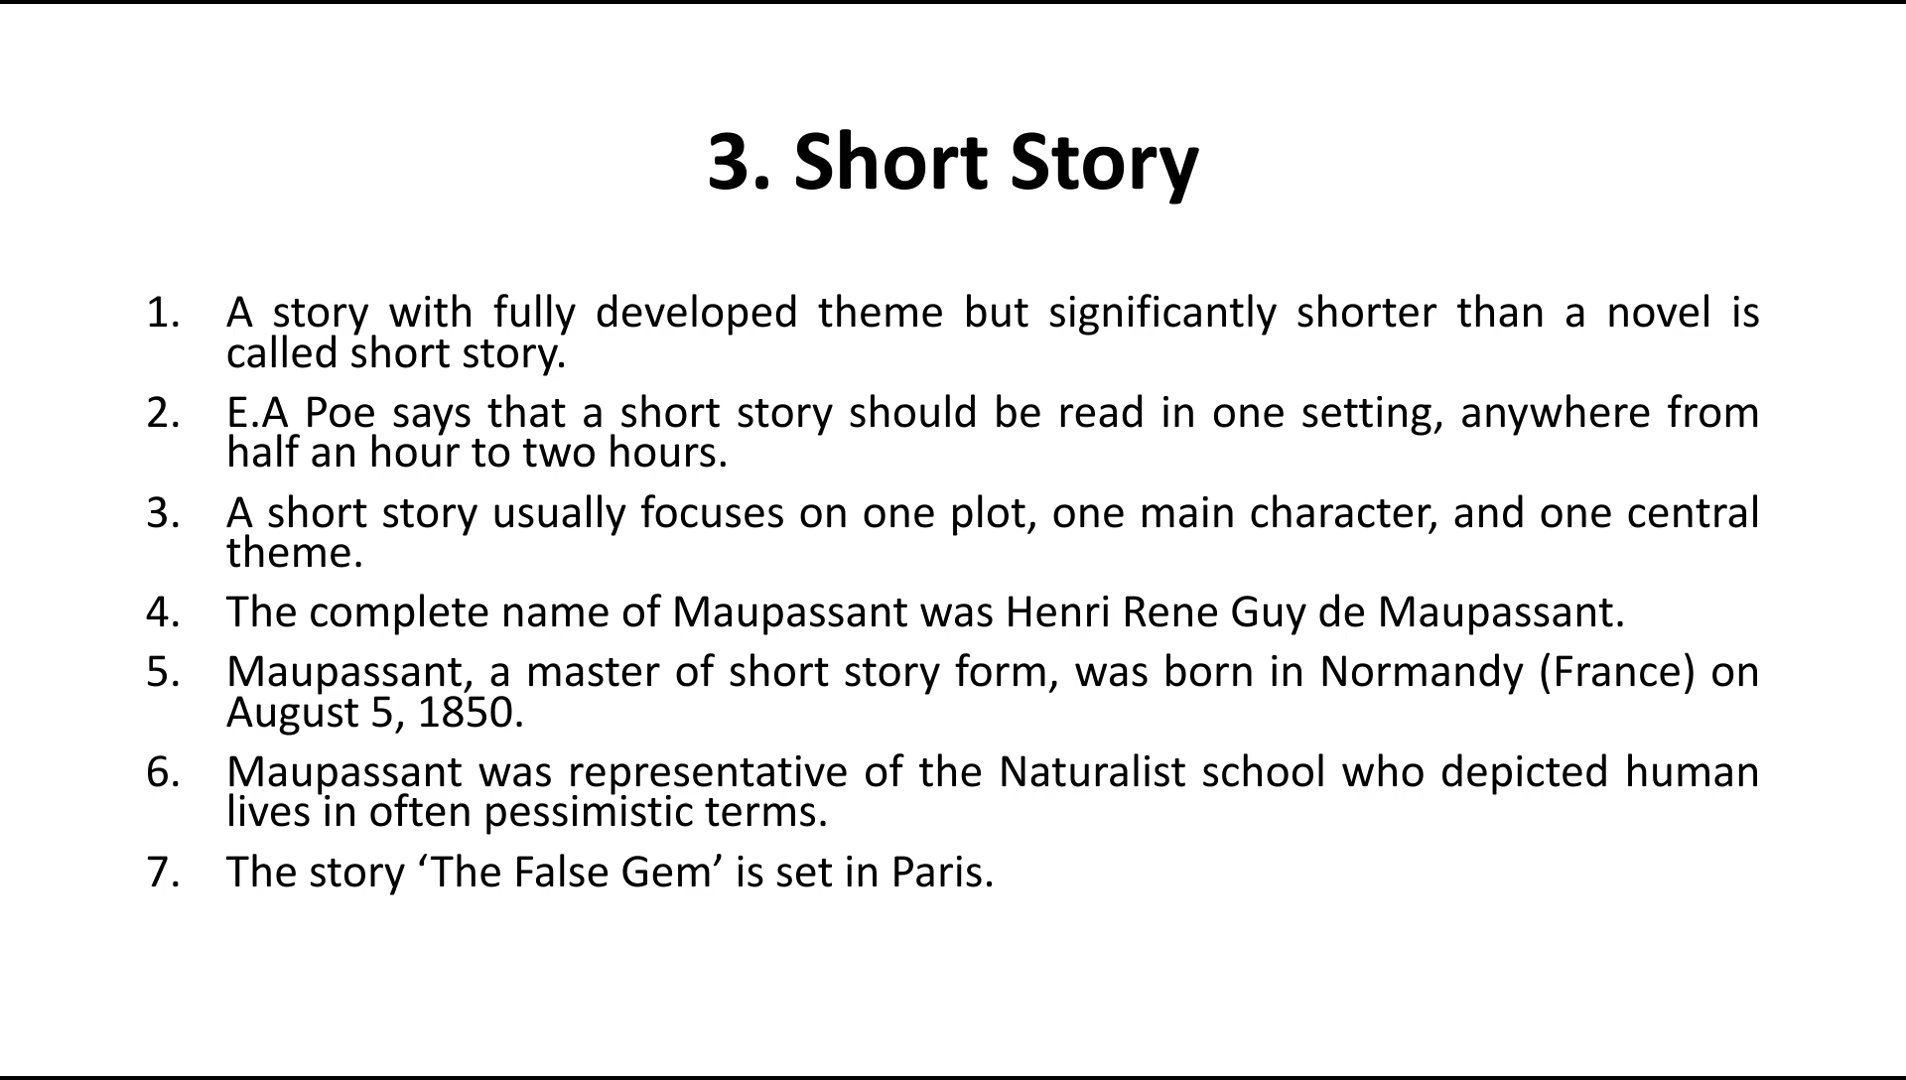 3. Short Story
1. A story with fully developed theme but significantly shorter than a novel is
called short story.
2. E.A Poe says that a short story should be read in one setting, anywhere from
half an hour to two hours.
3. A short story usually focuses on one plot, one main character, and one central
theme.
4. The complete name of Maupassant was Henri Rene Guy de Maupassant.
5. Maupassant, a master of short story form, was born in Normandy (France) on
August 5, 1850.
6. Maupassant was representative of the Naturalist school who depicted human
lives in often pessimistic terms.
7. The story ‘The False Gem’ is set in Paris.